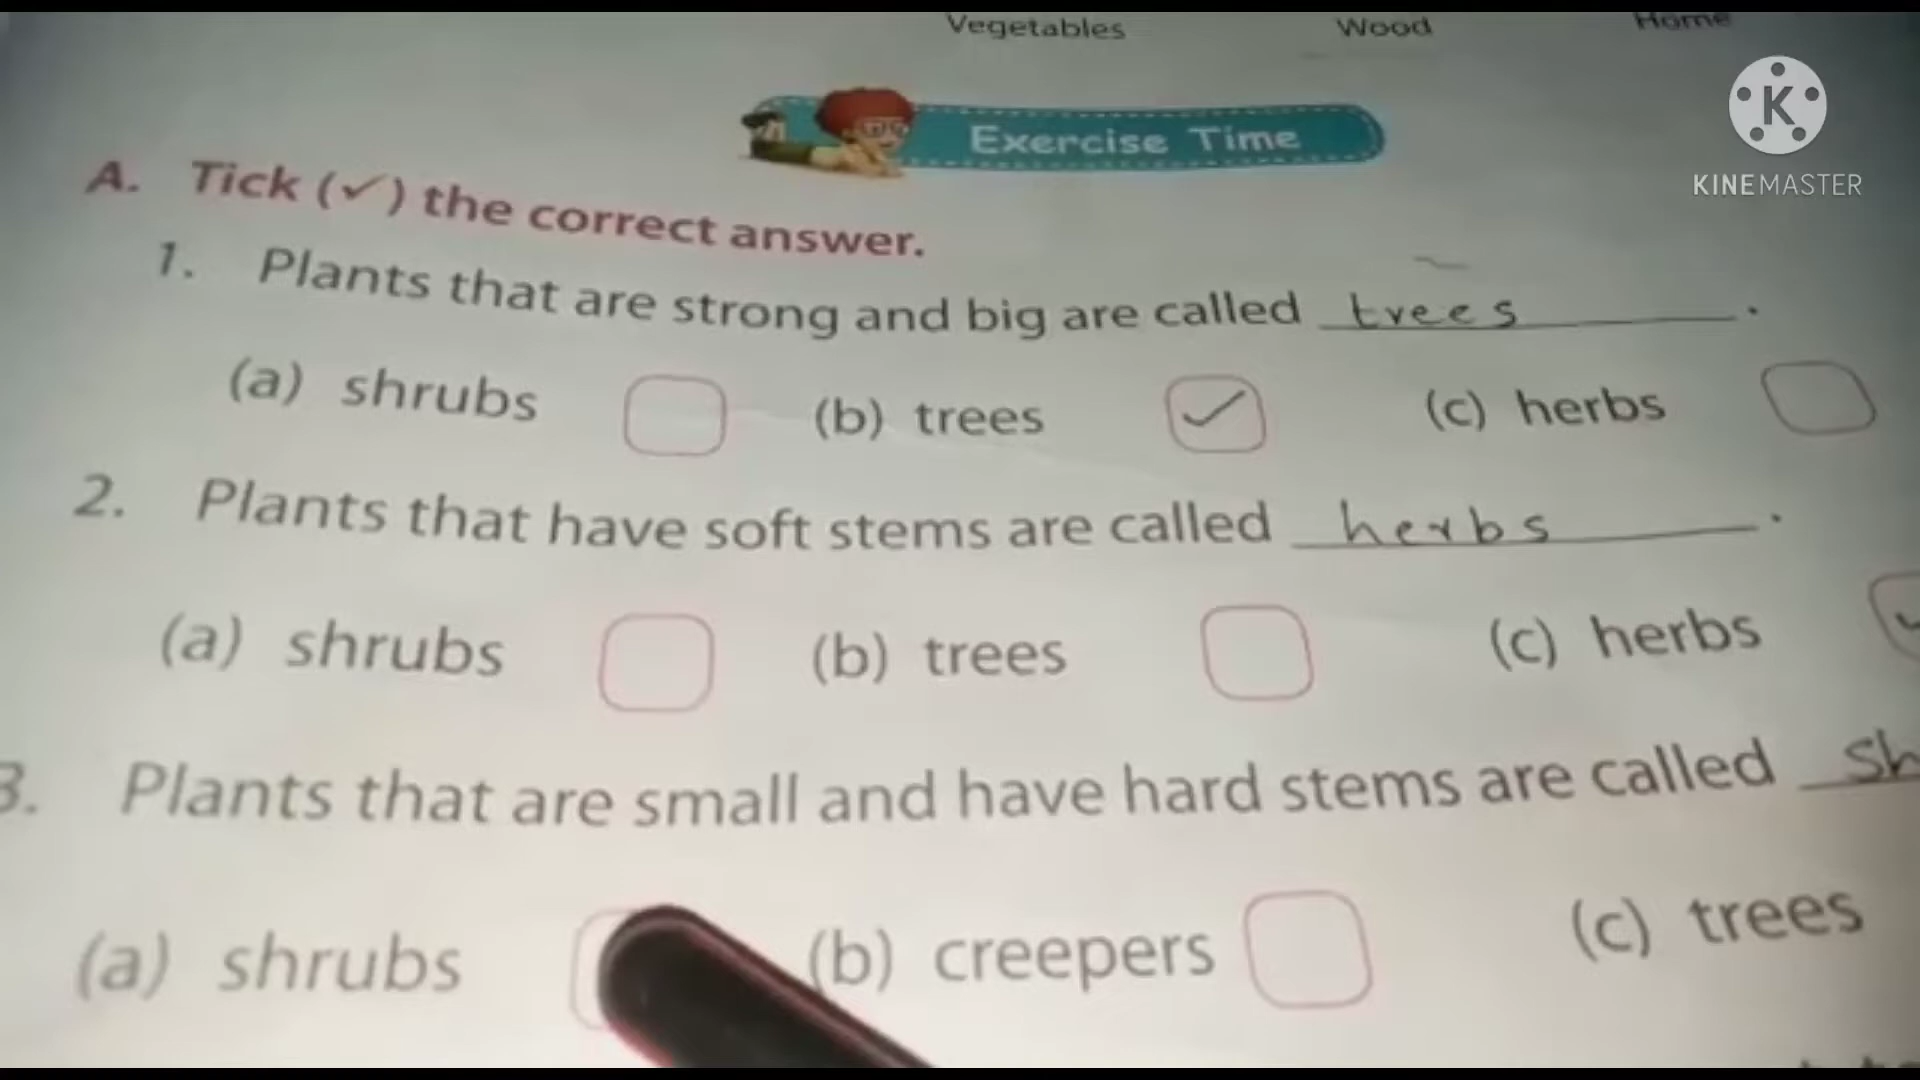 Vegetables Wood Home
Exercise Time
KINEMASTER
A. Tick (✓) the correct answer.
1. Plants that are strong and big are called trees.
(a) shrubs (b) trees ✓ (c) herbs
2. Plants that have soft stems are called herbs.
(a) shrubs (b) trees (c) herbs
3. Plants that are small and have hard stems are called Sh
(a) shrubs (b) creepers (c) trees